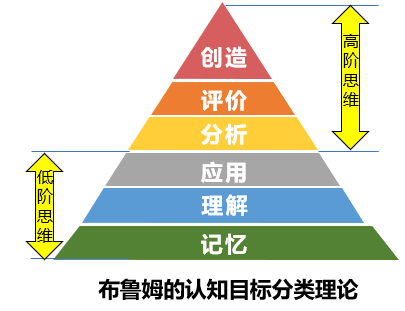 创造
评价
分析
应用
理解
记忆
高阶思维
低阶思维
布鲁姆的认知目标分类理论